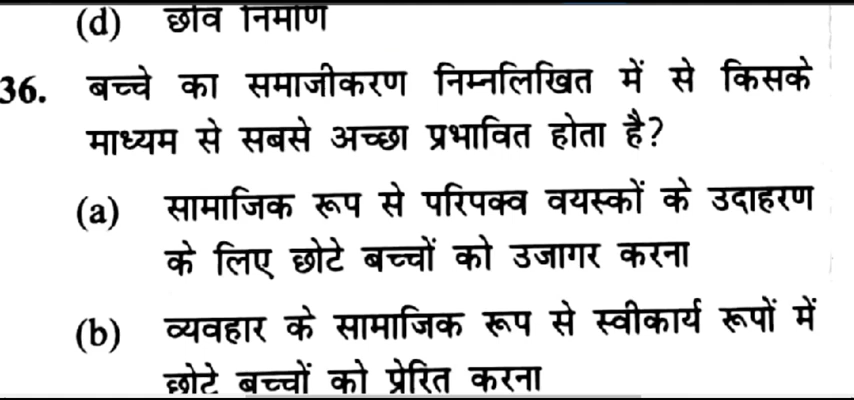 (d) छवि निर्माण
36. बच्चे का समाजीकरण निम्नलिखित में से किसके
माध्यम से सबसे अच्छा प्रभावित होता है?
(a) सामाजिक रूप से परिपक्व वयस्कों के उदाहरण
के लिए छोटे बच्चों को उजागर करना
(b) व्यवहार के सामाजिक रूप से स्वीकार्य रूपों में
छोटे बच्चों को प्रेरित करना